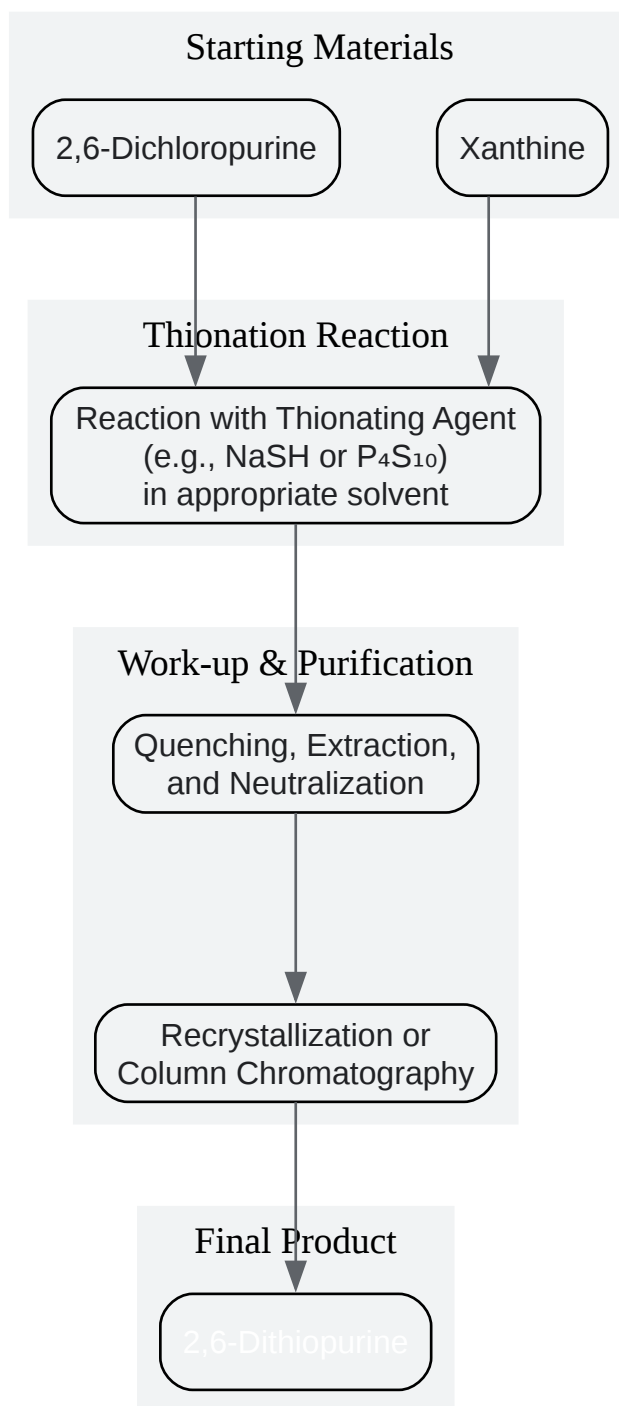 Starting Materials
2,6-Dichloropurine
Xanthine
Thionation Reaction
Reaction with Thionating Agent
(e.g., NaSH or P₄S₁₀)
in appropriate solvent
Work-up & Purification
Quenching, Extraction,
and Neutralization
Recrystallization or
Column Chromatography
Final Product
2,6-Dithiopurine